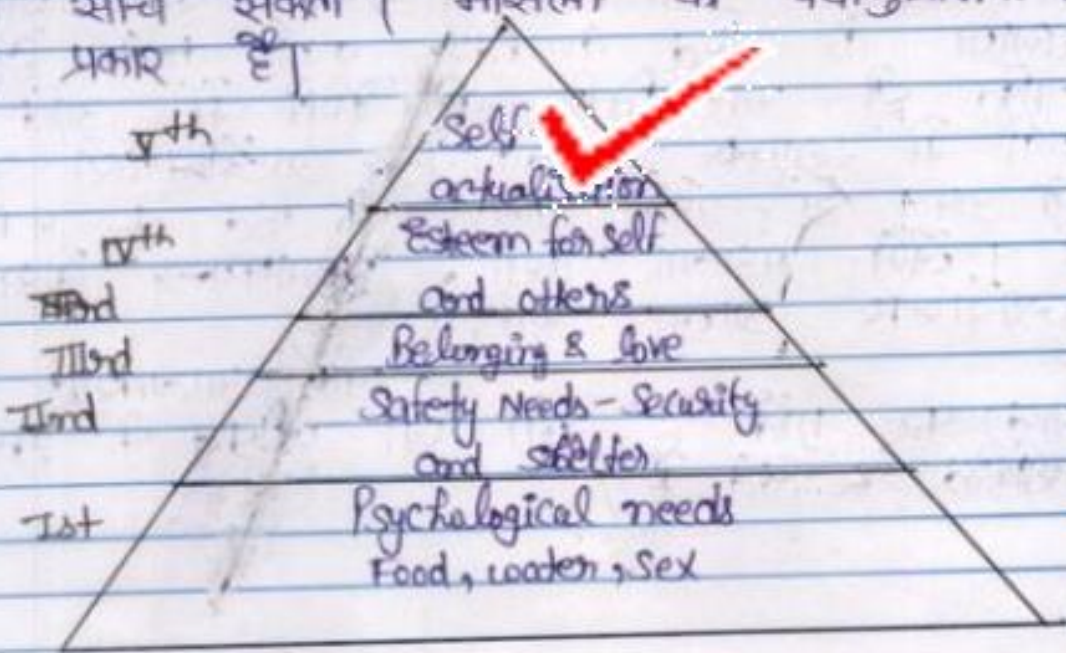 प्रकार है|
Vth
Self
actualisation
IVth
Esteem for self
and others
IIIrd
Belonging & love
IInd
Safety Needs - Security
and shelter
Ist
Psychological needs
Food, water, sex